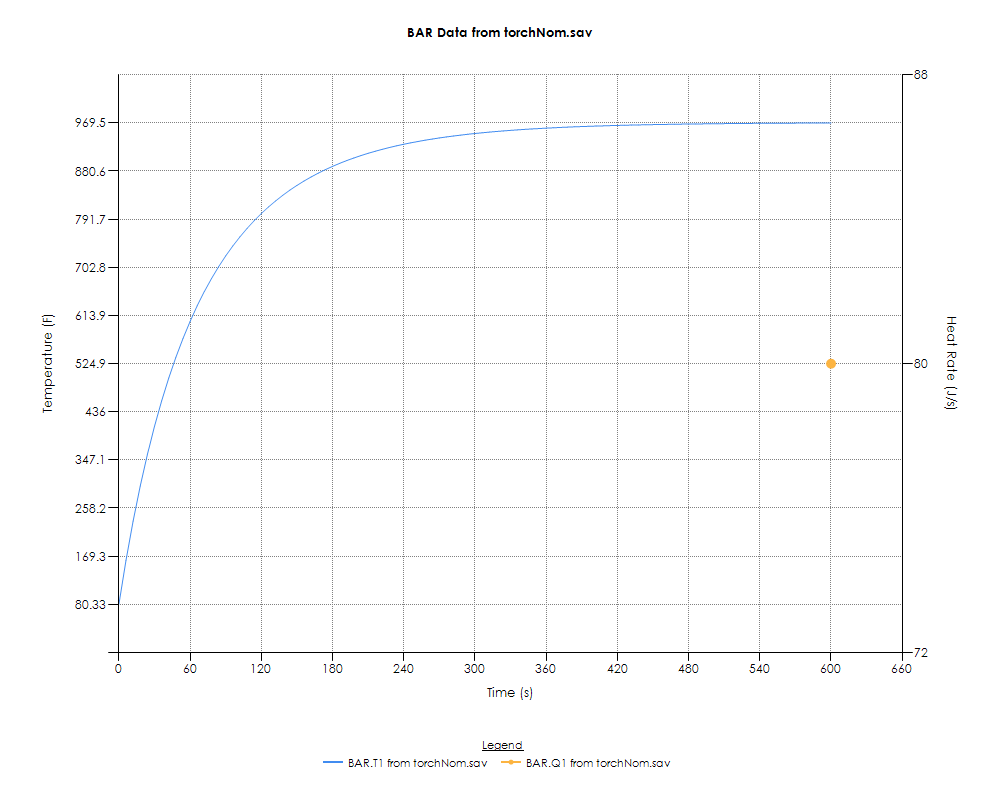 BAR Data from torchNom.sav
88
969.5
880.6
791.7
702.8
613.9
524.9
80
436
347.1
258.2
169.3
80.33
72
Temperature (F)
Heat Rate (J/s)
0 60 120 180 240 300 360 420 480 540 600 660
Time (s)
Legend
BAR.T1 from torchNom.sav BAR.Q1 from torchNom.sav